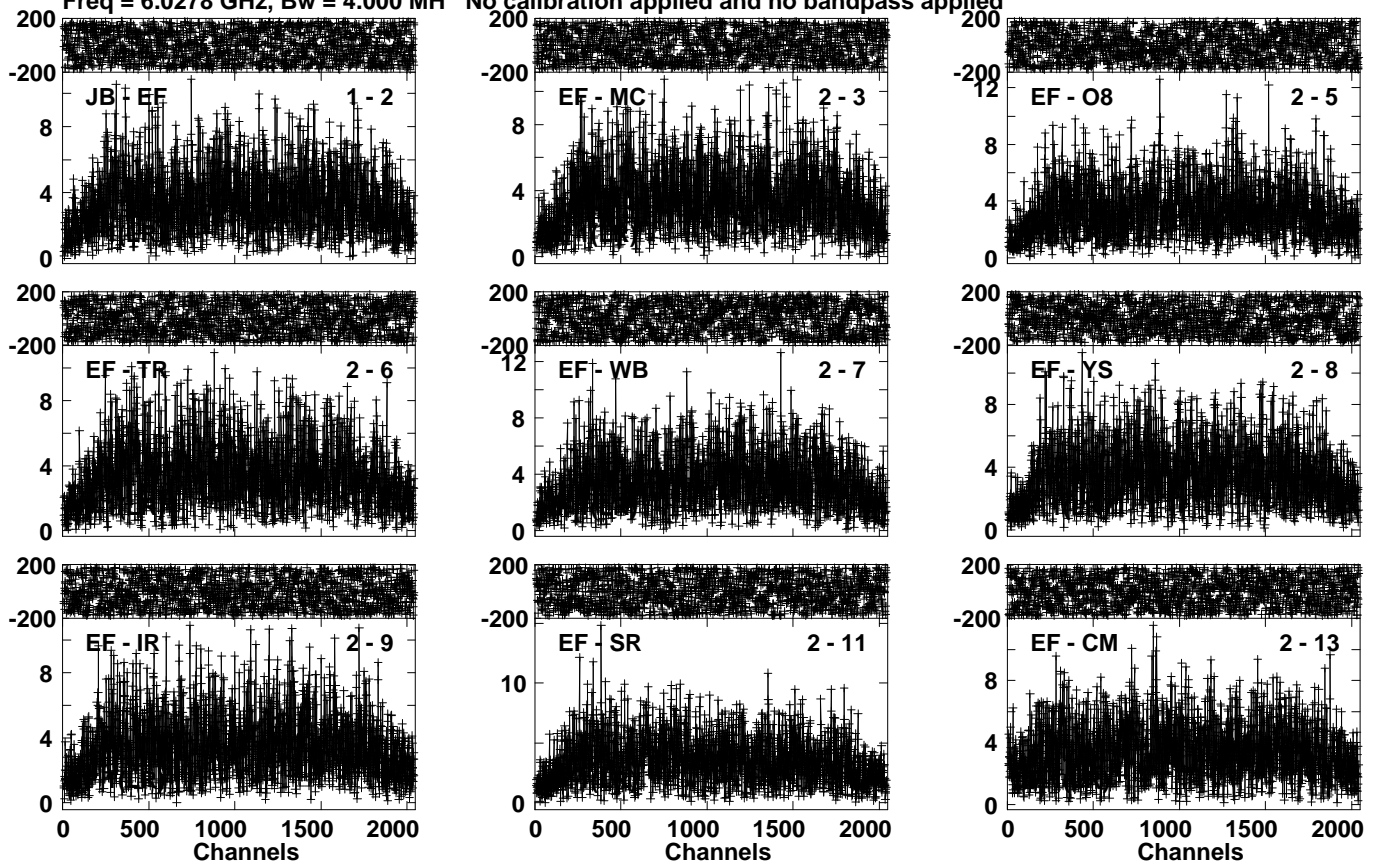 Freq = 6.0278 GHz, Bw = 4.000 MH No calibration applied and no bandpass applied
200
-200
JB - EF 1 - 2
8
4
0
200
-200
EF - MC 2 - 3
8
4
0
200
-200
12
EF - O8 2 - 5
8
4
0
200
-200
EF - TR 2 - 6
8
4
0
200
-200
12
EF - WB 2 - 7
8
4
0
200
-200
EF - YS 2 - 8
8
4
0
200
-200
EF - IR 2 - 9
8
4
0
0 500 1000 1500 2000
Channels
200
-200
EF - SR 2 - 11
10
0
0 500 1000 1500 2000
Channels
200
-200
EF - CM 2 - 13
8
4
0
0 500 1000 1500 2000
Channels